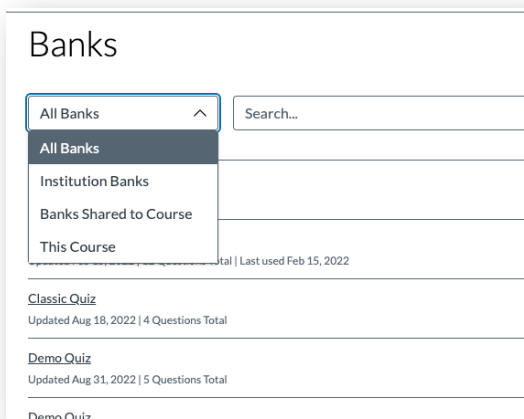 Banks
All Banks
Search...
All Banks
Institution Banks
Banks Shared to Course
This Course
| Last used Feb 15, 2022
Classic Quiz
Updated Aug 18, 2022 | 4 Questions Total
Demo Quiz
Updated Aug 31, 2022 | 5 Questions Total
Demo Quiz